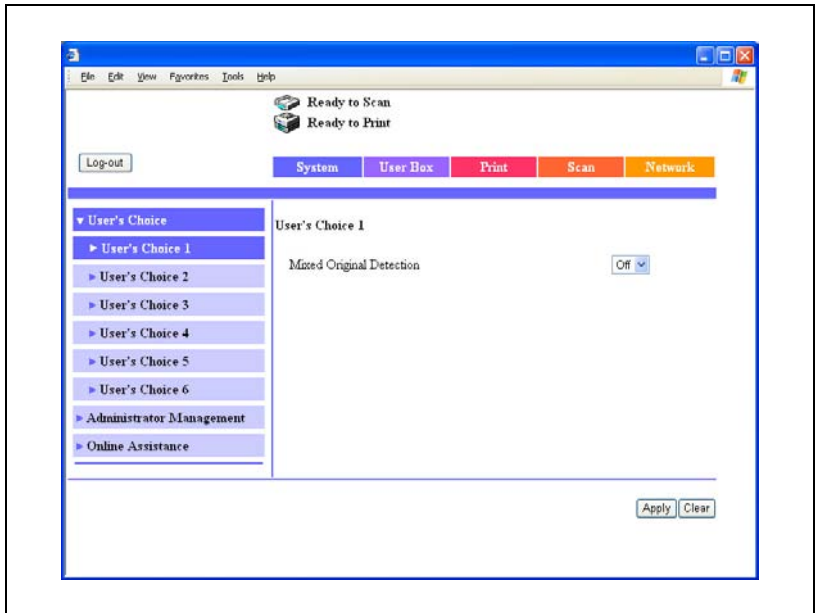 File Edit View Favorites Tools Help
Ready to Scan
Ready to Print
Log-out
System User Box Print Scan Network
User's Choice
User's Choice 1
User's Choice 2
User's Choice 3
User's Choice 4
User's Choice 5
User's Choice 6
Administrator Management
Online Assistance
User's Choice 1
Mixed Original Detection Off
Apply Clear